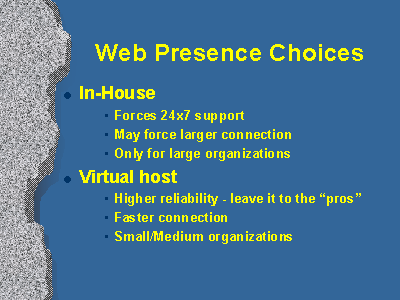 Web Presence Choices
In-House
Forces 24x7 support
May force larger connection
Only for large organizations
Virtual host
Higher reliability - leave it to the “pros”
Faster connection
Small/Medium organizations